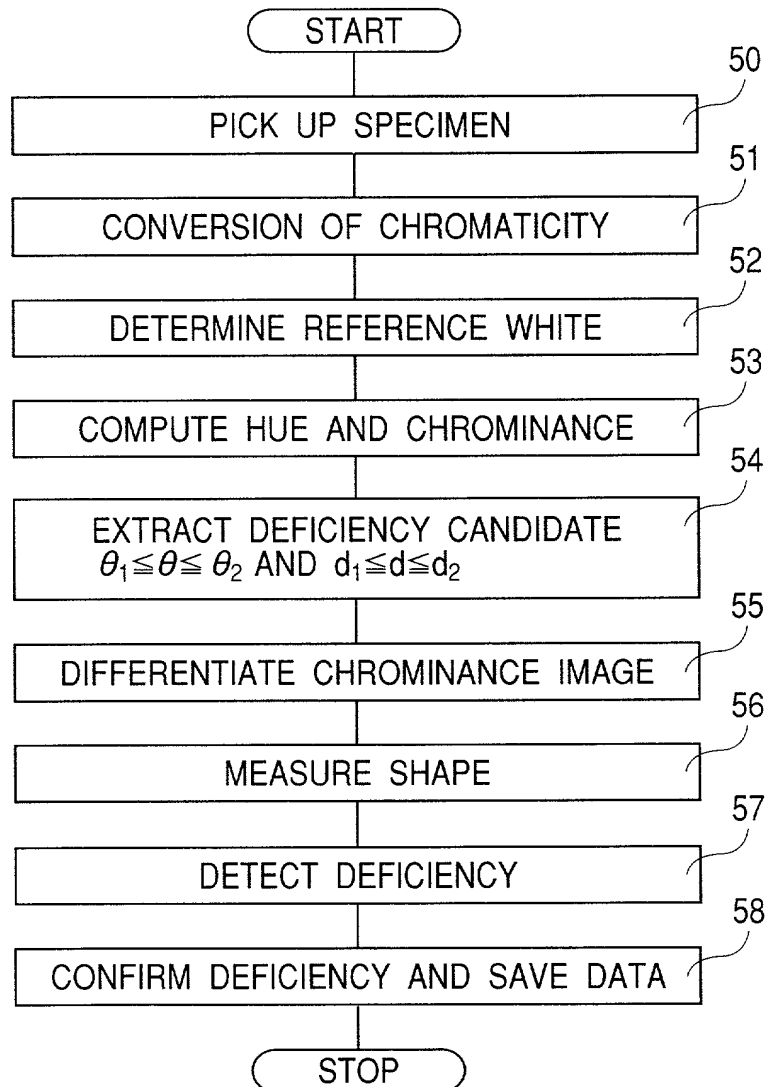 START
50
PICK UP SPECIMEN
51
CONVERSION OF CHROMATICITY
52
DETERMINE REFERENCE WHITE
53
COMPUTE HUE AND CHROMINANCE
54
EXTRACT DEFICIENCY CANDIDATE
θ₁≦θ≦θ₂ AND d₁≦d≦d₂
55
DIFFERENTIATE CHROMINANCE IMAGE
56
MEASURE SHAPE
57
DETECT DEFICIENCY
58
CONFIRM DEFICIENCY AND SAVE DATA
STOP